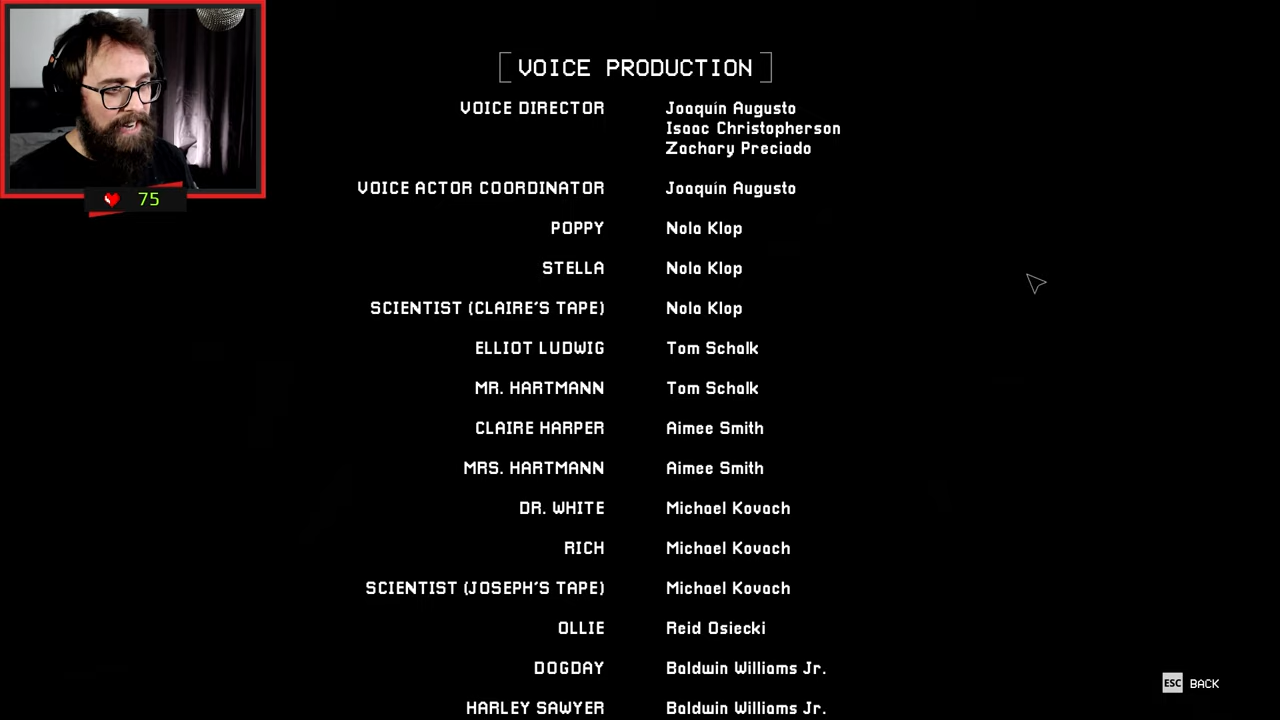 [VOICE PRODUCTION]
VOICE DIRECTOR Joaquín Augusto
Isaac Christopherson
Zachary Preciado
VOICE ACTOR COORDINATOR Joaquín Augusto
POPPY Nola Klop
STELLA Nola Klop
SCIENTIST (CLAIRE'S TAPE) Nola Klop
ELLIOT LUDWIG Tom Schalk
MR. HARTMANN Tom Schalk
CLAIRE HARPER Aimee Smith
MRS. HARTMANN Aimee Smith
DR. WHITE Michael Kovach
RICH Michael Kovach
SCIENTIST (JOSEPH'S TAPE) Michael Kovach
OLLIE Reid Osiecki
DOGDAY Baldwin Williams Jr.
HARLEY SAWYER Baldwin Williams Jr.
75
ESC BACK